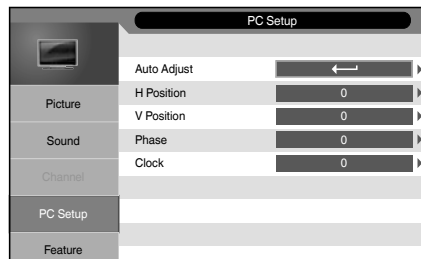 PC Setup
Auto Adjust
H Position 0
V Position 0
Phase 0
Clock 0
Picture
Sound
Channel
PC Setup
Feature